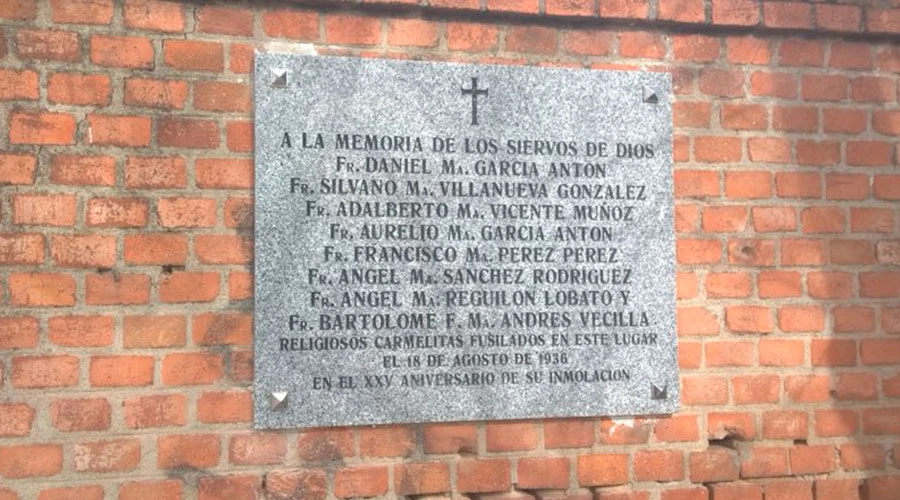 A LA MEMORIA DE LOS SIERVOS DE DIOS
Fr. DANIEL Ma. GARCIA ANTON
Fr. SILVANO Ma. VILLANUEVA GONZALEZ
Fr. ADALBERTO Ma. VICENTE MUÑOZ
Fr. AURELIO Ma. GARCIA ANTON
Fr. FRANCISCO Ma. PEREZ PEREZ
Fr. ANGEL Ma. SANCHEZ RODRIGUEZ
Fr. ANGEL Ma. REGUILON LOBATO Y
Fr. BARTOLOME F. Ma. ANDRES VECILLA
RELIGIOSOS CARMELITAS FUSILADOS EN ESTE LUGAR
EL 18 DE AGOSTO DE 1936
EN EL XXV ANIVERSARIO DE SU INMOLACION